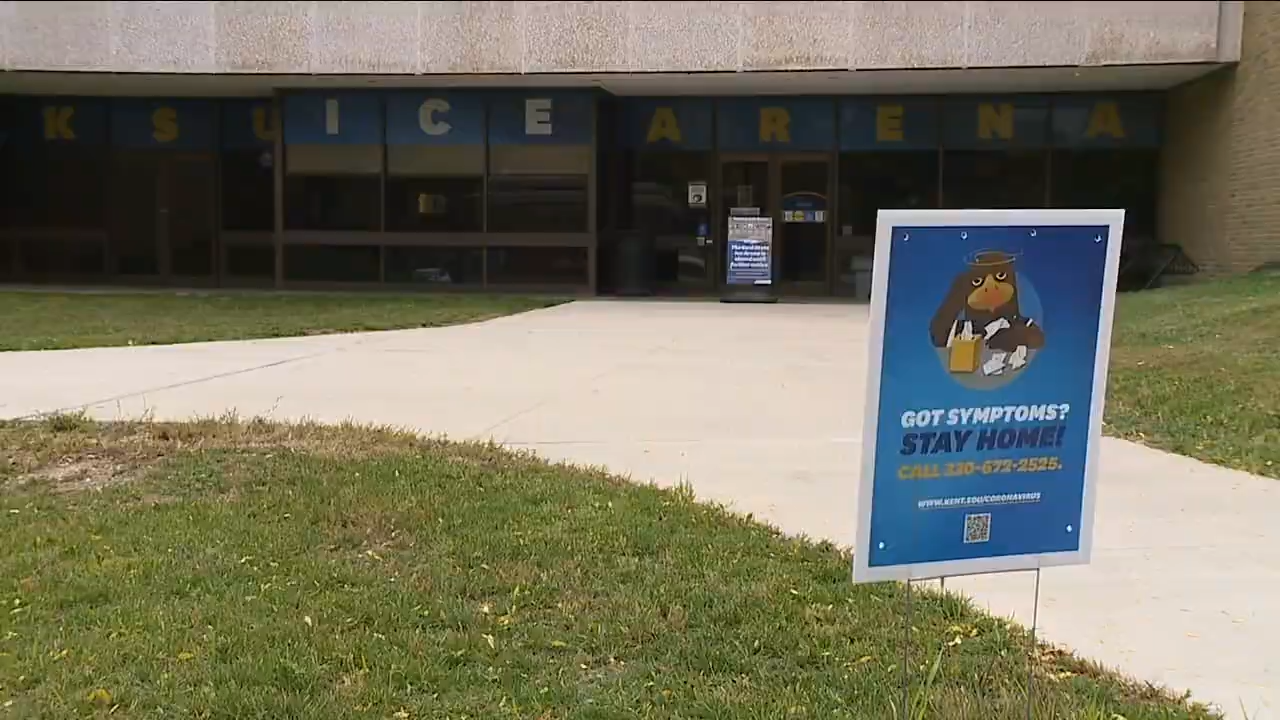 KSU ICE ARENA
GOT SYMPTOMS?
STAY HOME!
CALL 330-672-2525.
WWW.KENT.EDU/CORONAVIRUS